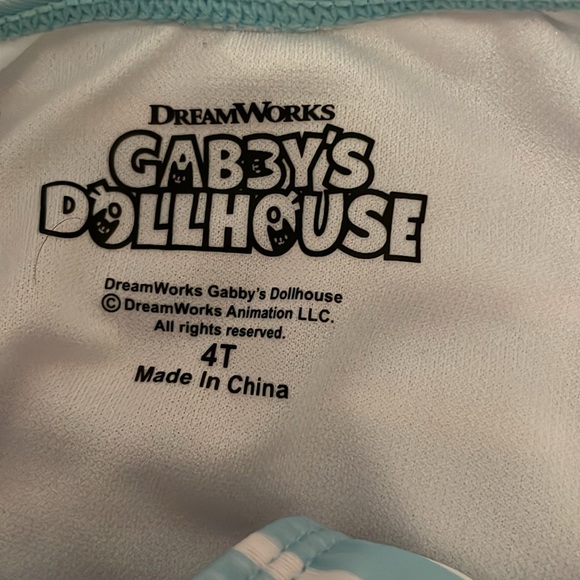 DREAMWORKS
GABBY'S
DOLLHOUSE
DreamWorks Gabby's Dollhouse
© DreamWorks Animation LLC.
All rights reserved.
4T
Made In China